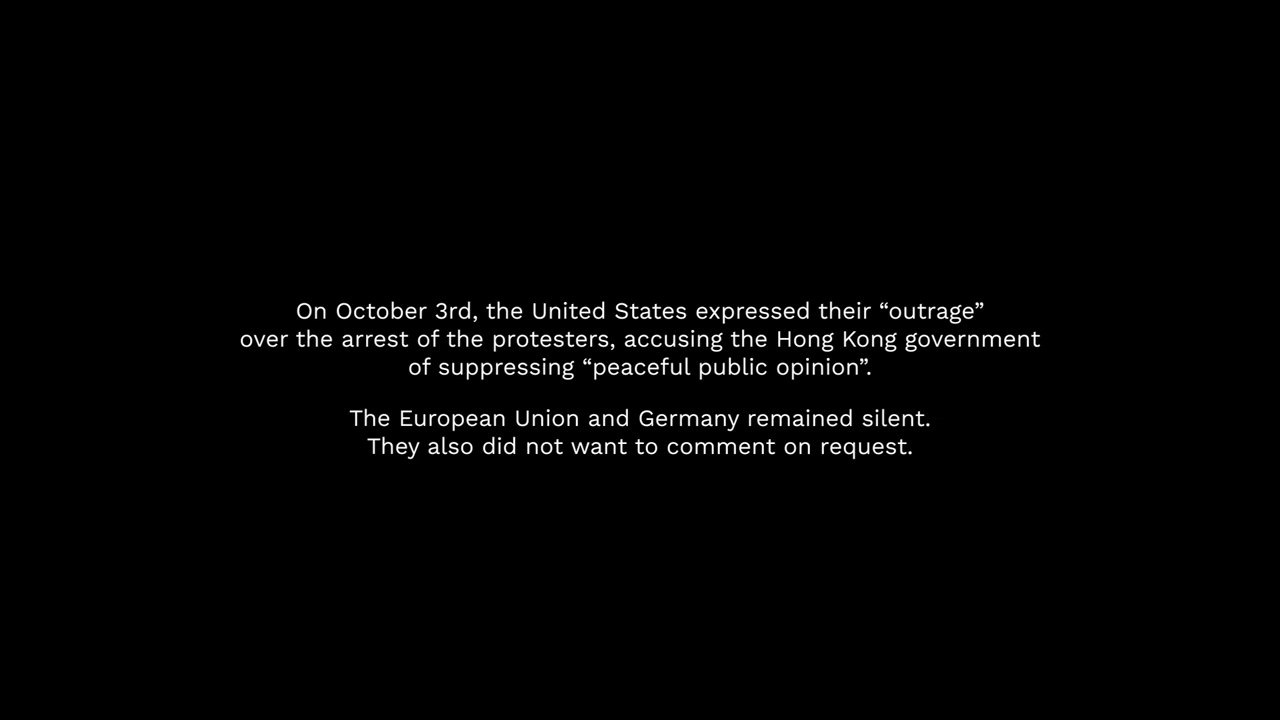 On October 3rd, the United States expressed their “outrage”
over the arrest of the protesters, accusing the Hong Kong government
of suppressing “peaceful public opinion”.
The European Union and Germany remained silent.
They also did not want to comment on request.